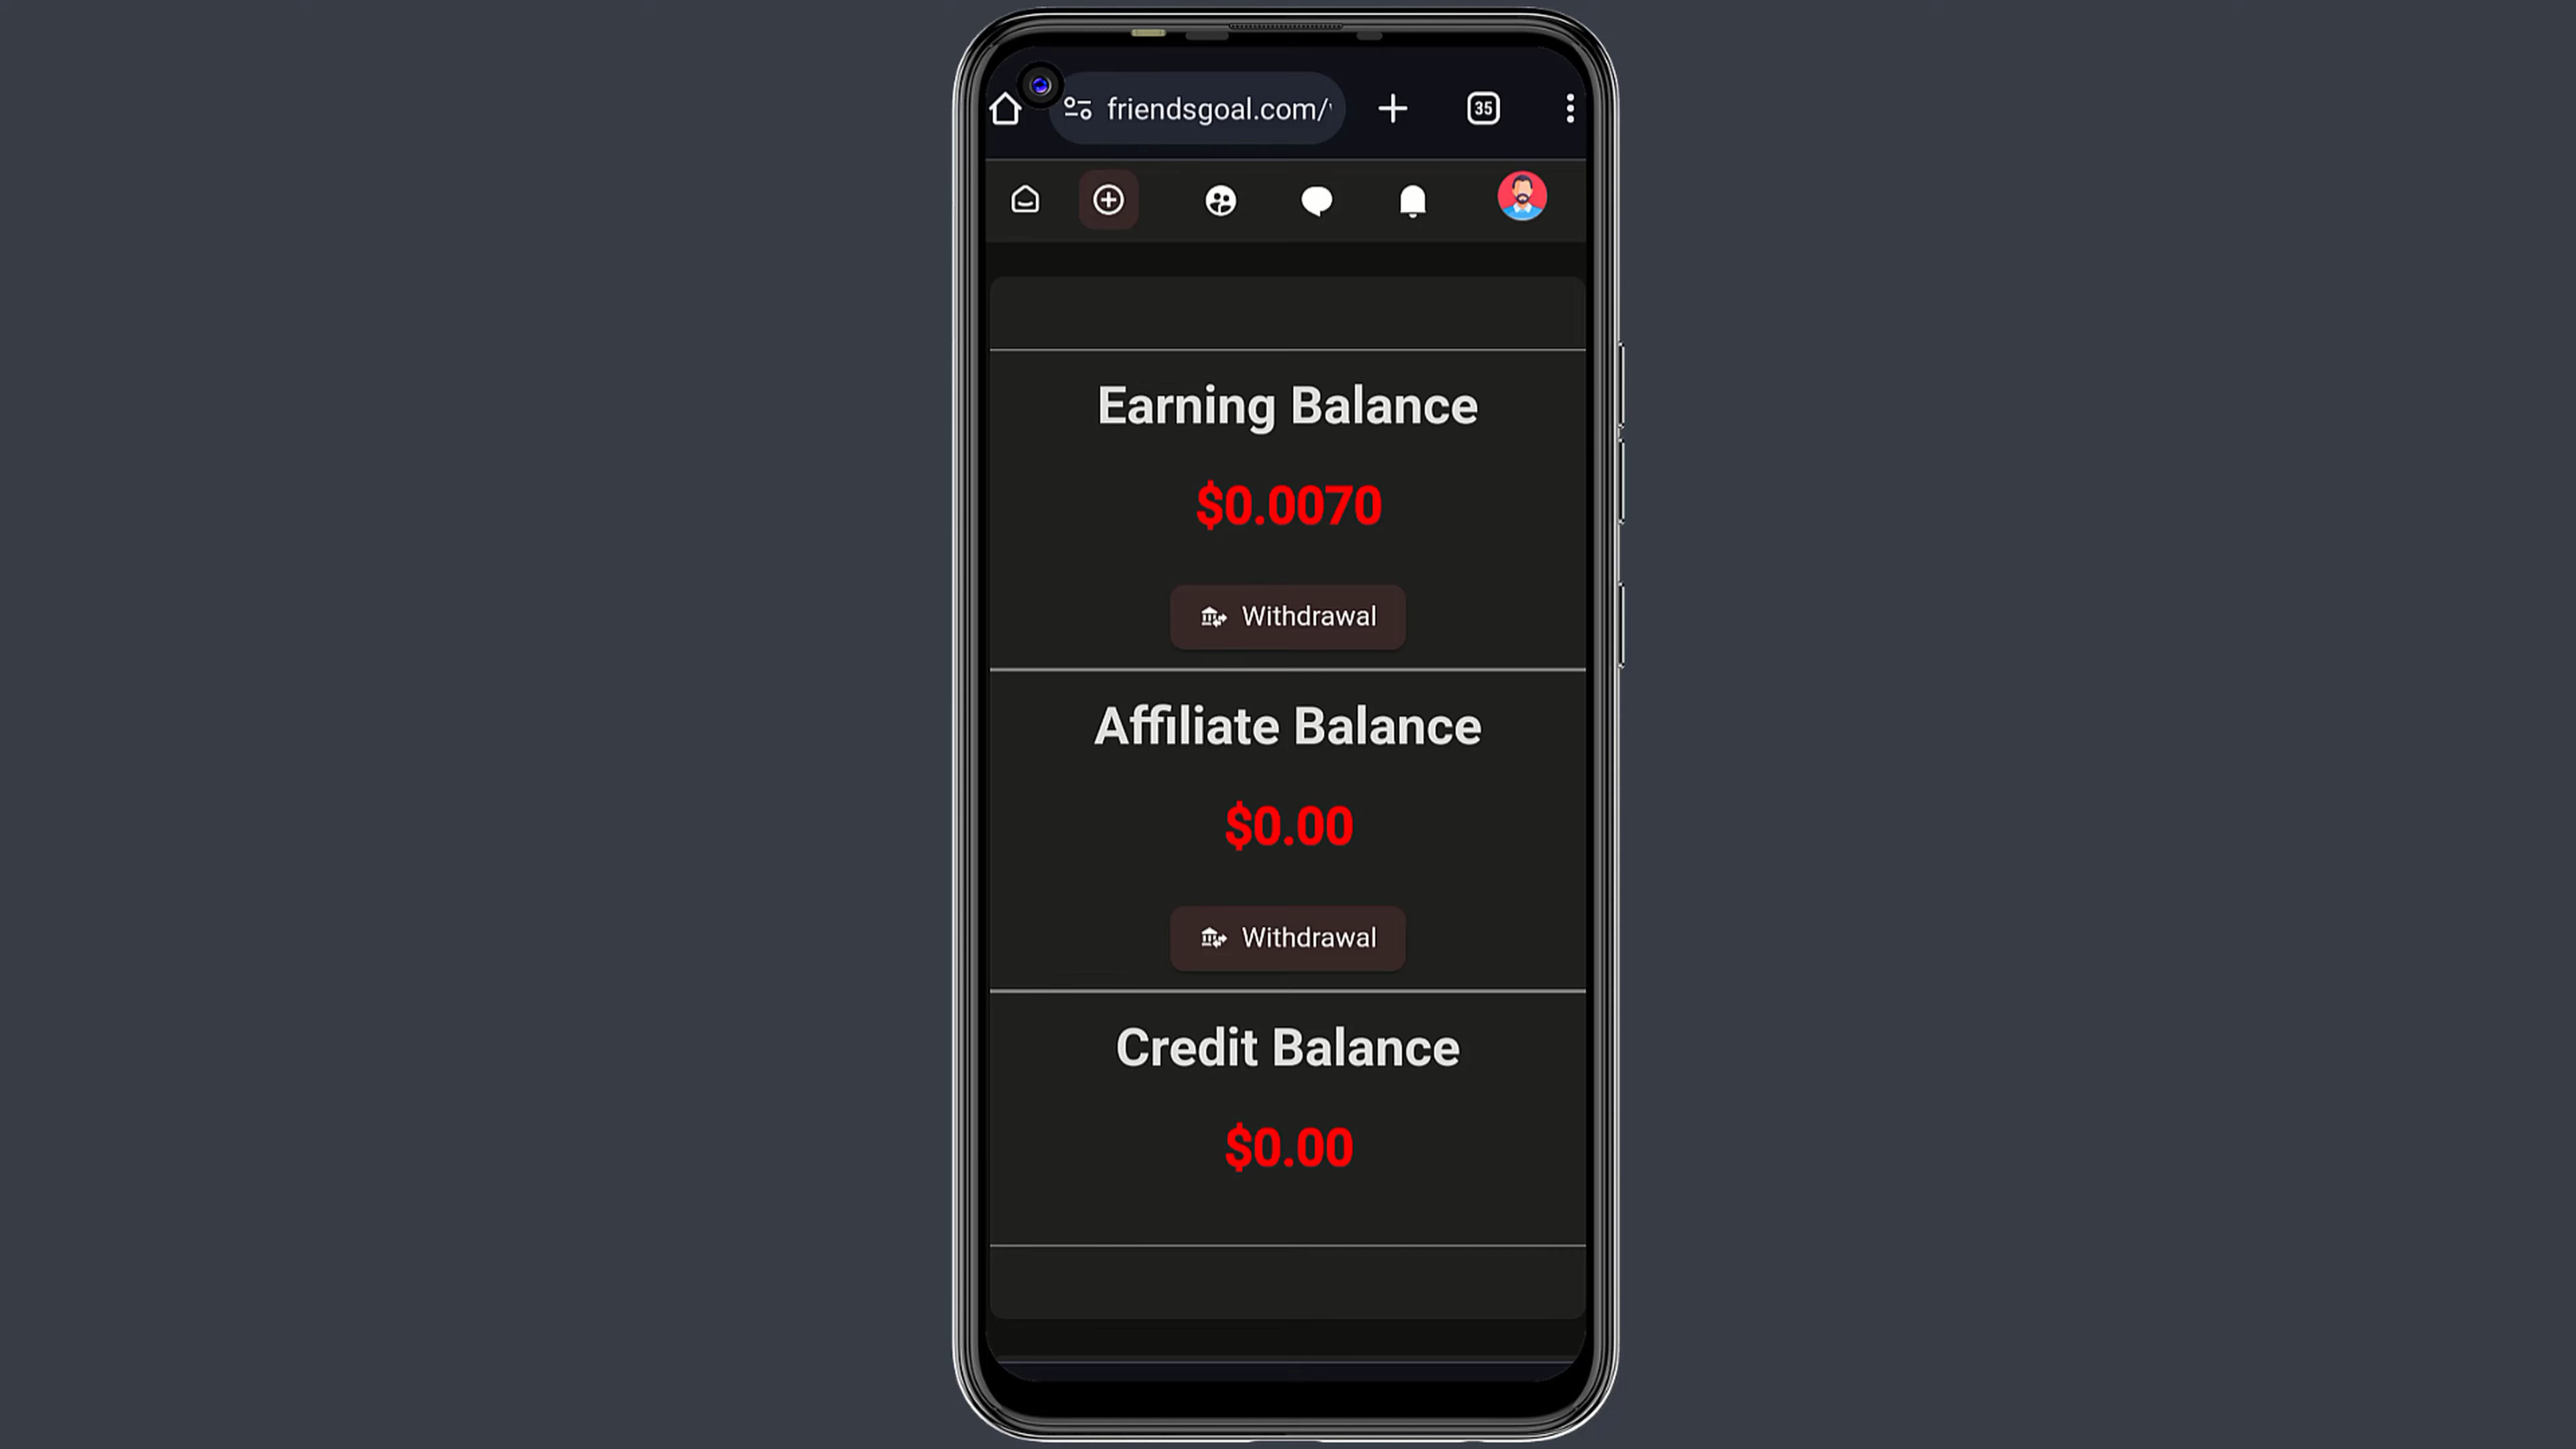 friendsgoal.com/
35
Earning Balance
$0.0070
Withdrawal
Affiliate Balance
$0.00
Withdrawal
Credit Balance
$0.00